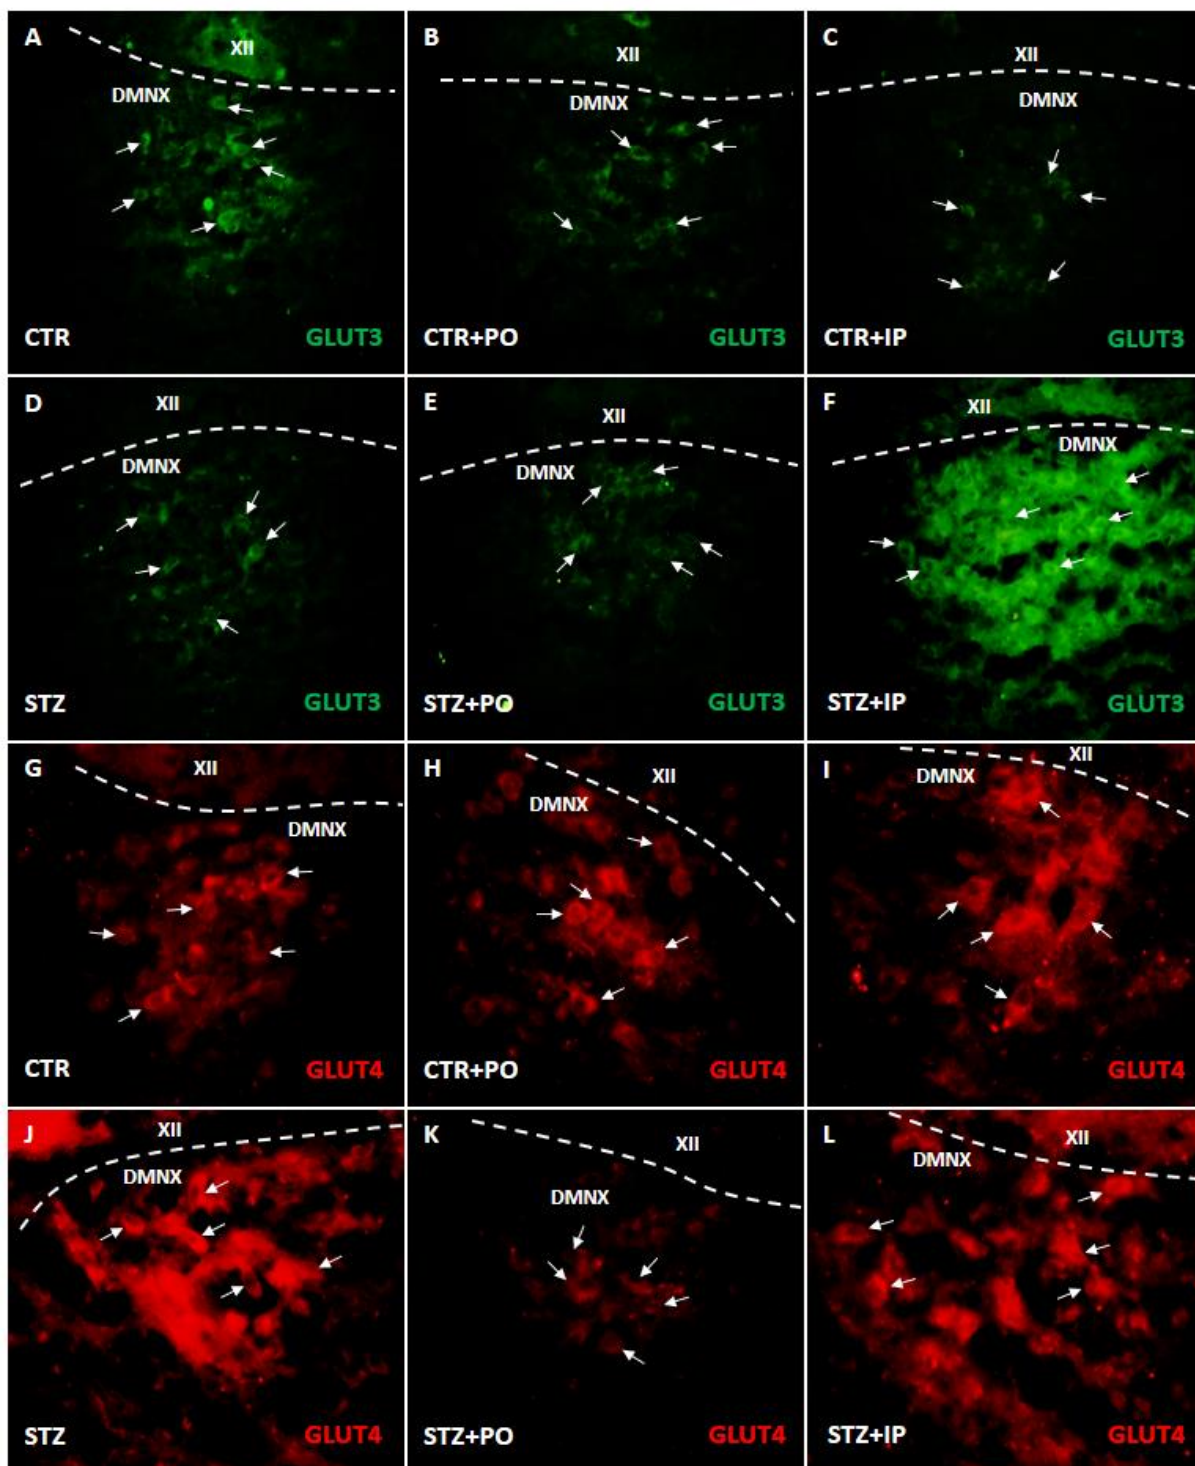 A XII
DMNX
CTR GLUT3
B XII
DMNX
CTR+PO GLUT3
C XII
DMNX
CTR+IP GLUT3
D XII
DMNX
STZ GLUT3
E XII
DMNX
STZ+PO GLUT3
F XII
DMNX
STZ+IP GLUT3
G XII
DMNX
CTR GLUT4
H XII
DMNX
CTR+PO GLUT4
I XII
DMNX
GLUT4
J XII
DMNX
STZ GLUT4
K XII
DMNX
STZ+PO GLUT4
L XII
DMNX
STZ+IP GLUT4